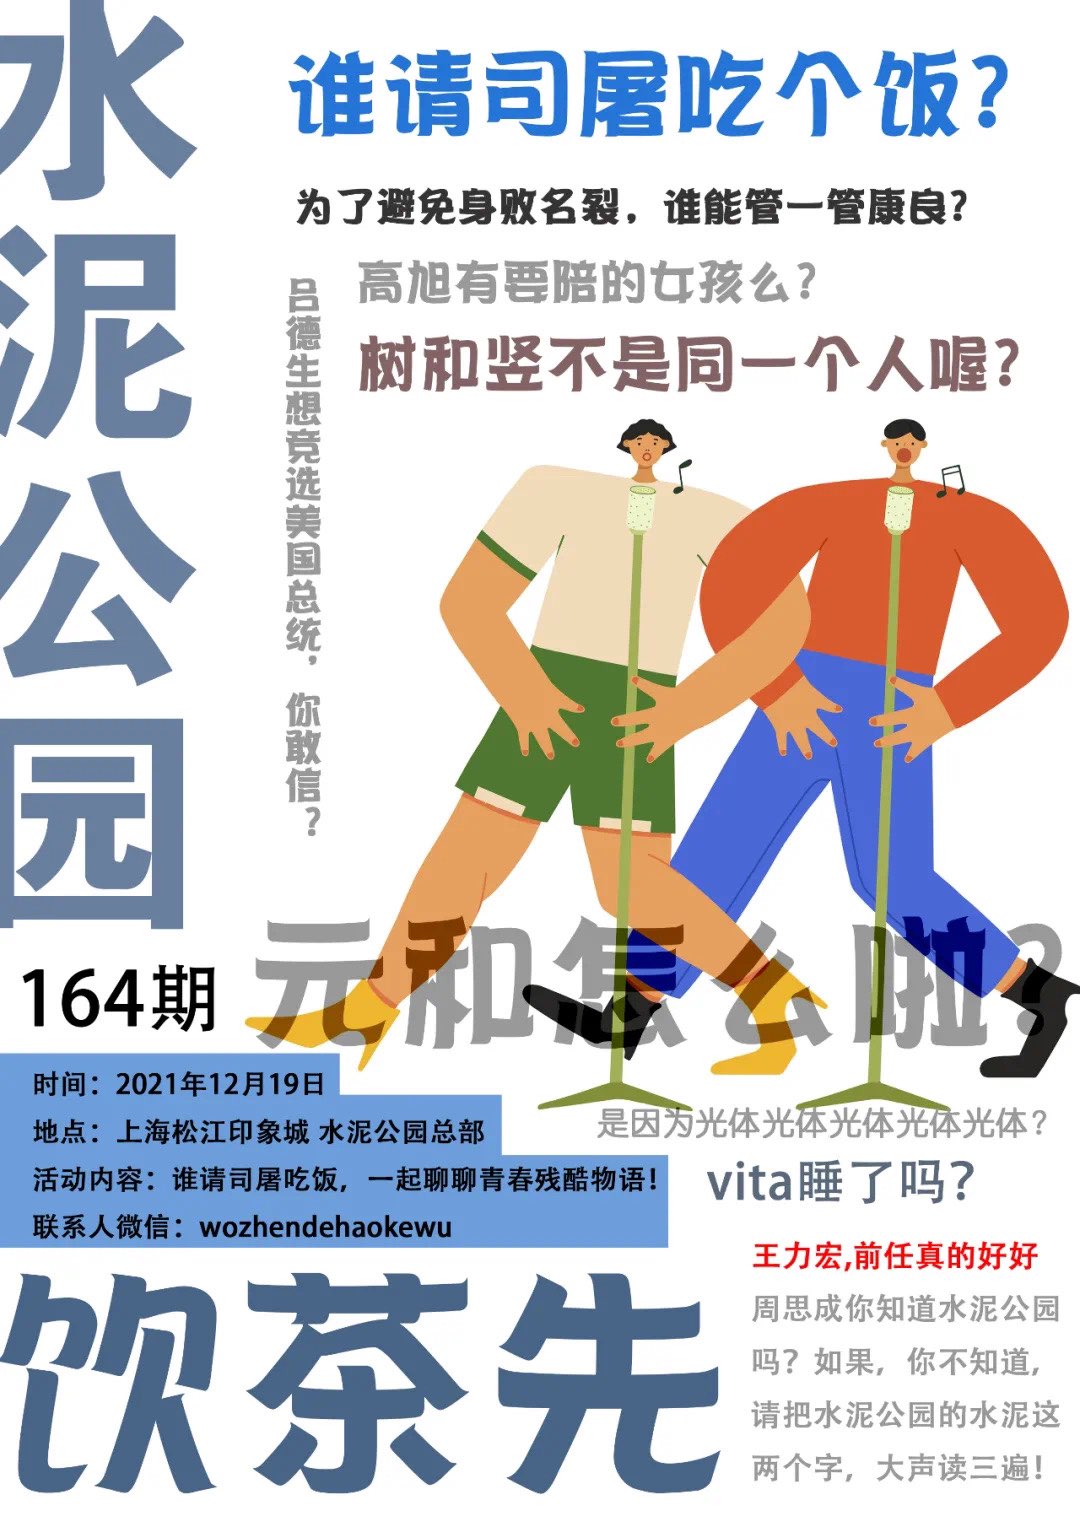 水泥公园
谁请司屠吃个饭?
为了避免身败名裂，谁能管一管康良?
高旭有要陪的女孩么?
树和竖不是同一个人喔?
吕德生想竞选美国总统，你敢信?
元和怎么啦?
164期
时间：2021年12月19日
地点：上海松江印象城 水泥公园总部
活动内容：谁请司屠吃饭，一起聊聊青春残酷物语!
联系人微信：wozhendehaokewu
是因为光体光体光体光体光体?
vita睡了吗?
王力宏,前任真的好好
周思成你知道水泥公园
吗? 如果，你不知道,
请把水泥公园的水泥这
两个字，大声读三遍!
饮茶先